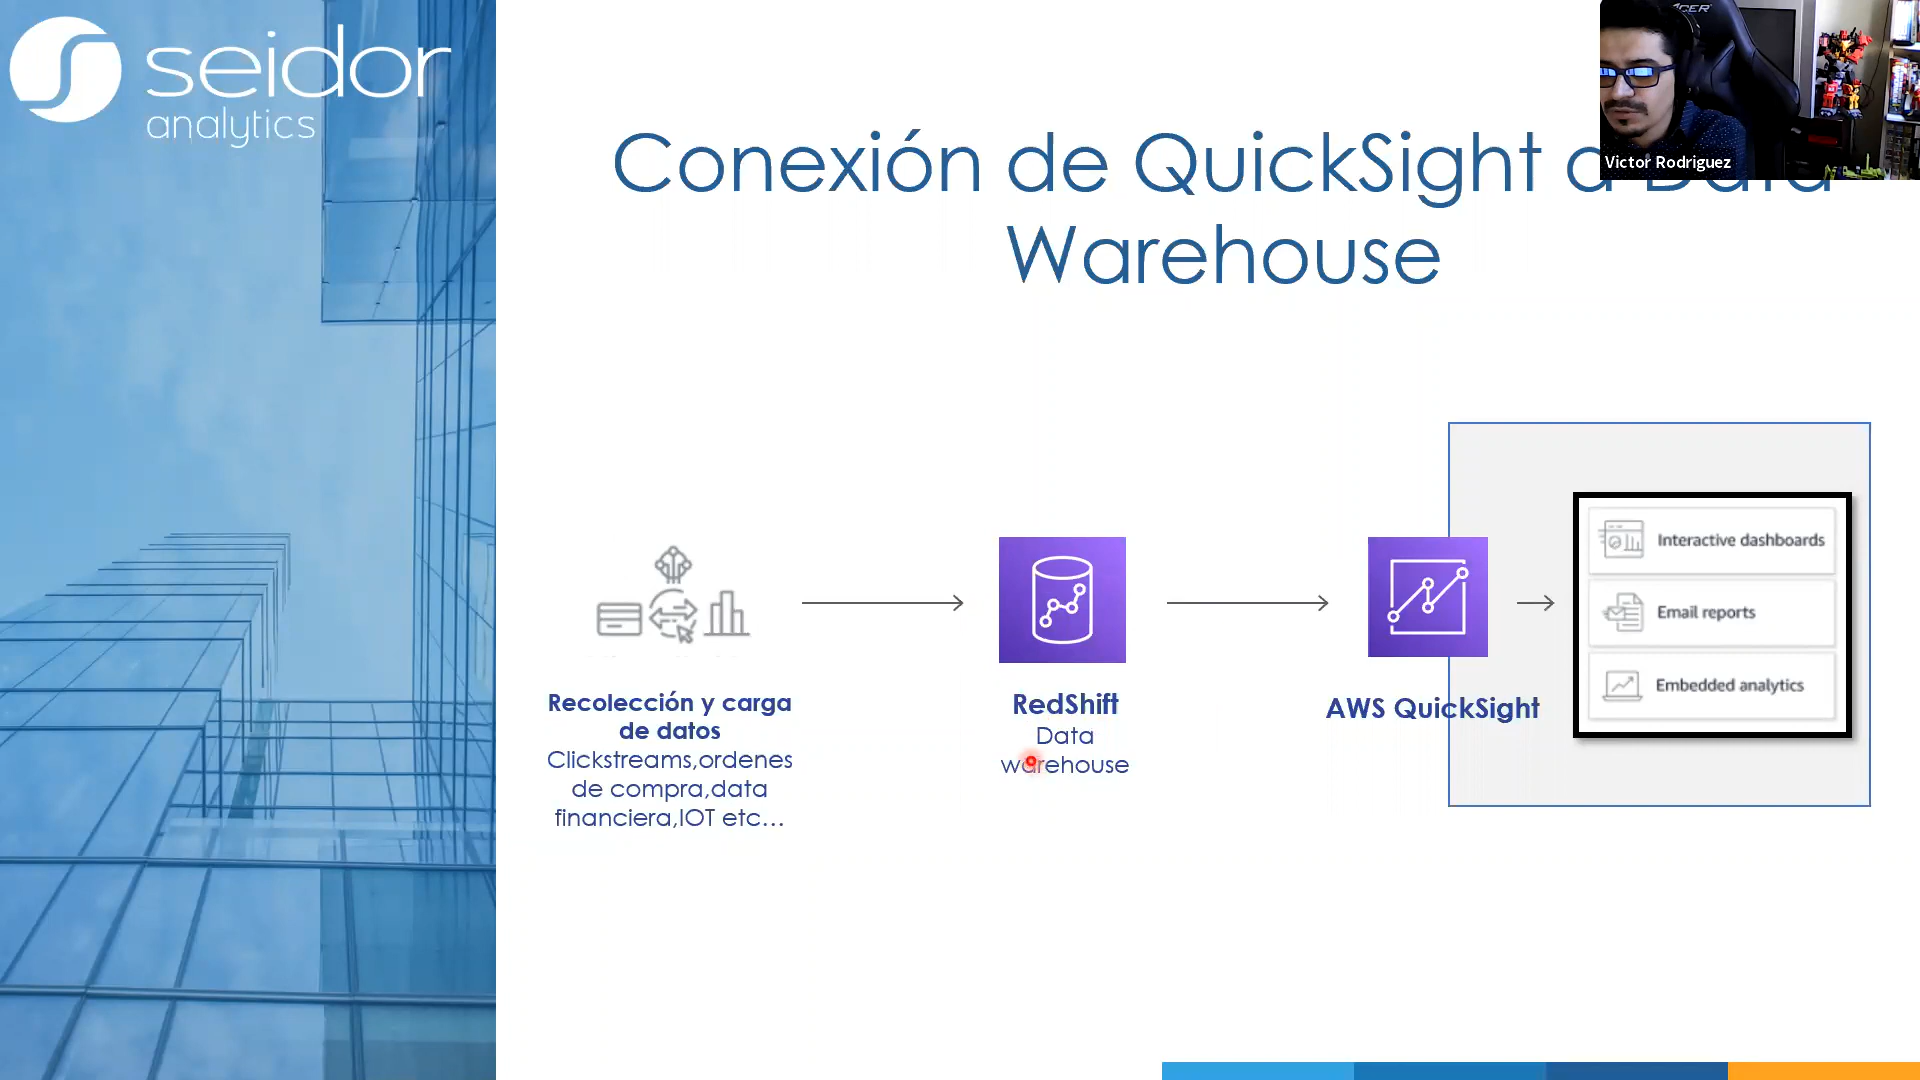 seidor
analytics
Conexión de QuickSight a Data
Warehouse
Victor Rodriguez
Recolección y carga
de datos
Clickstreams,ordenes
de compra,data
financiera,IOT etc...
RedShift
Data
warehouse
AWS QuickSight
Interactive dashboards
Email reports
Embedded analytics